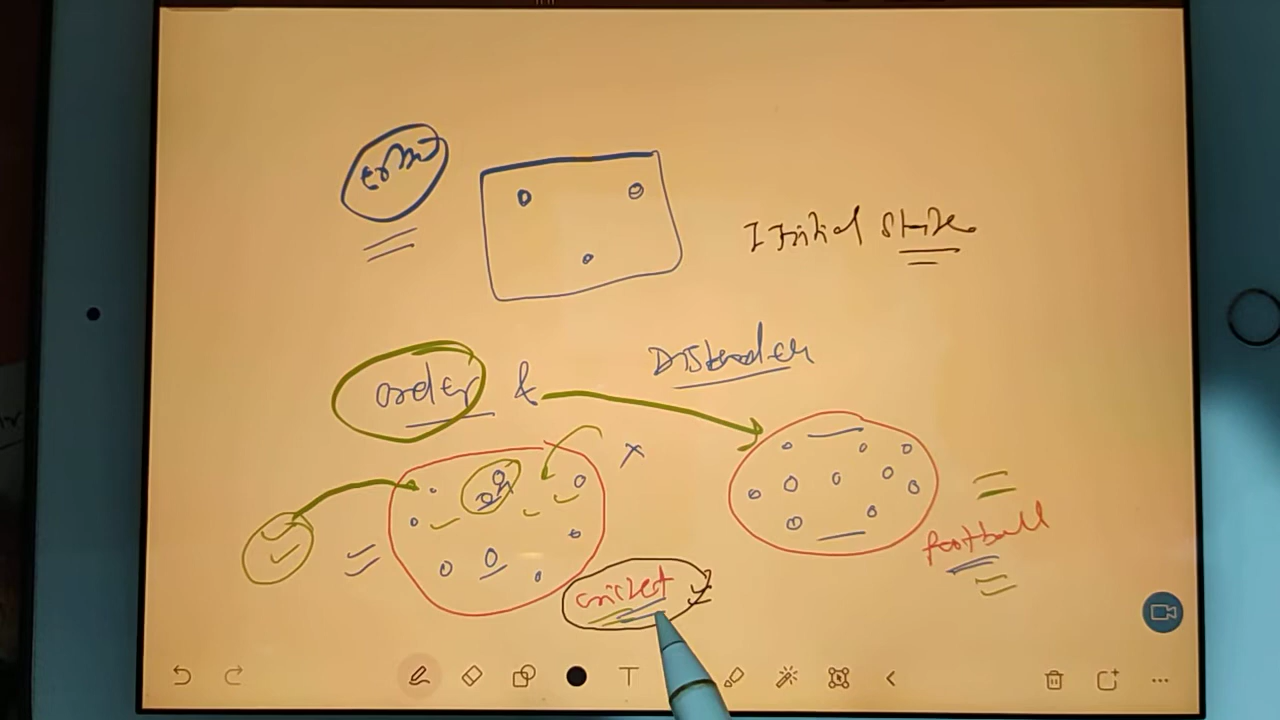 Initial State
order & Disorder
football
cricket
T